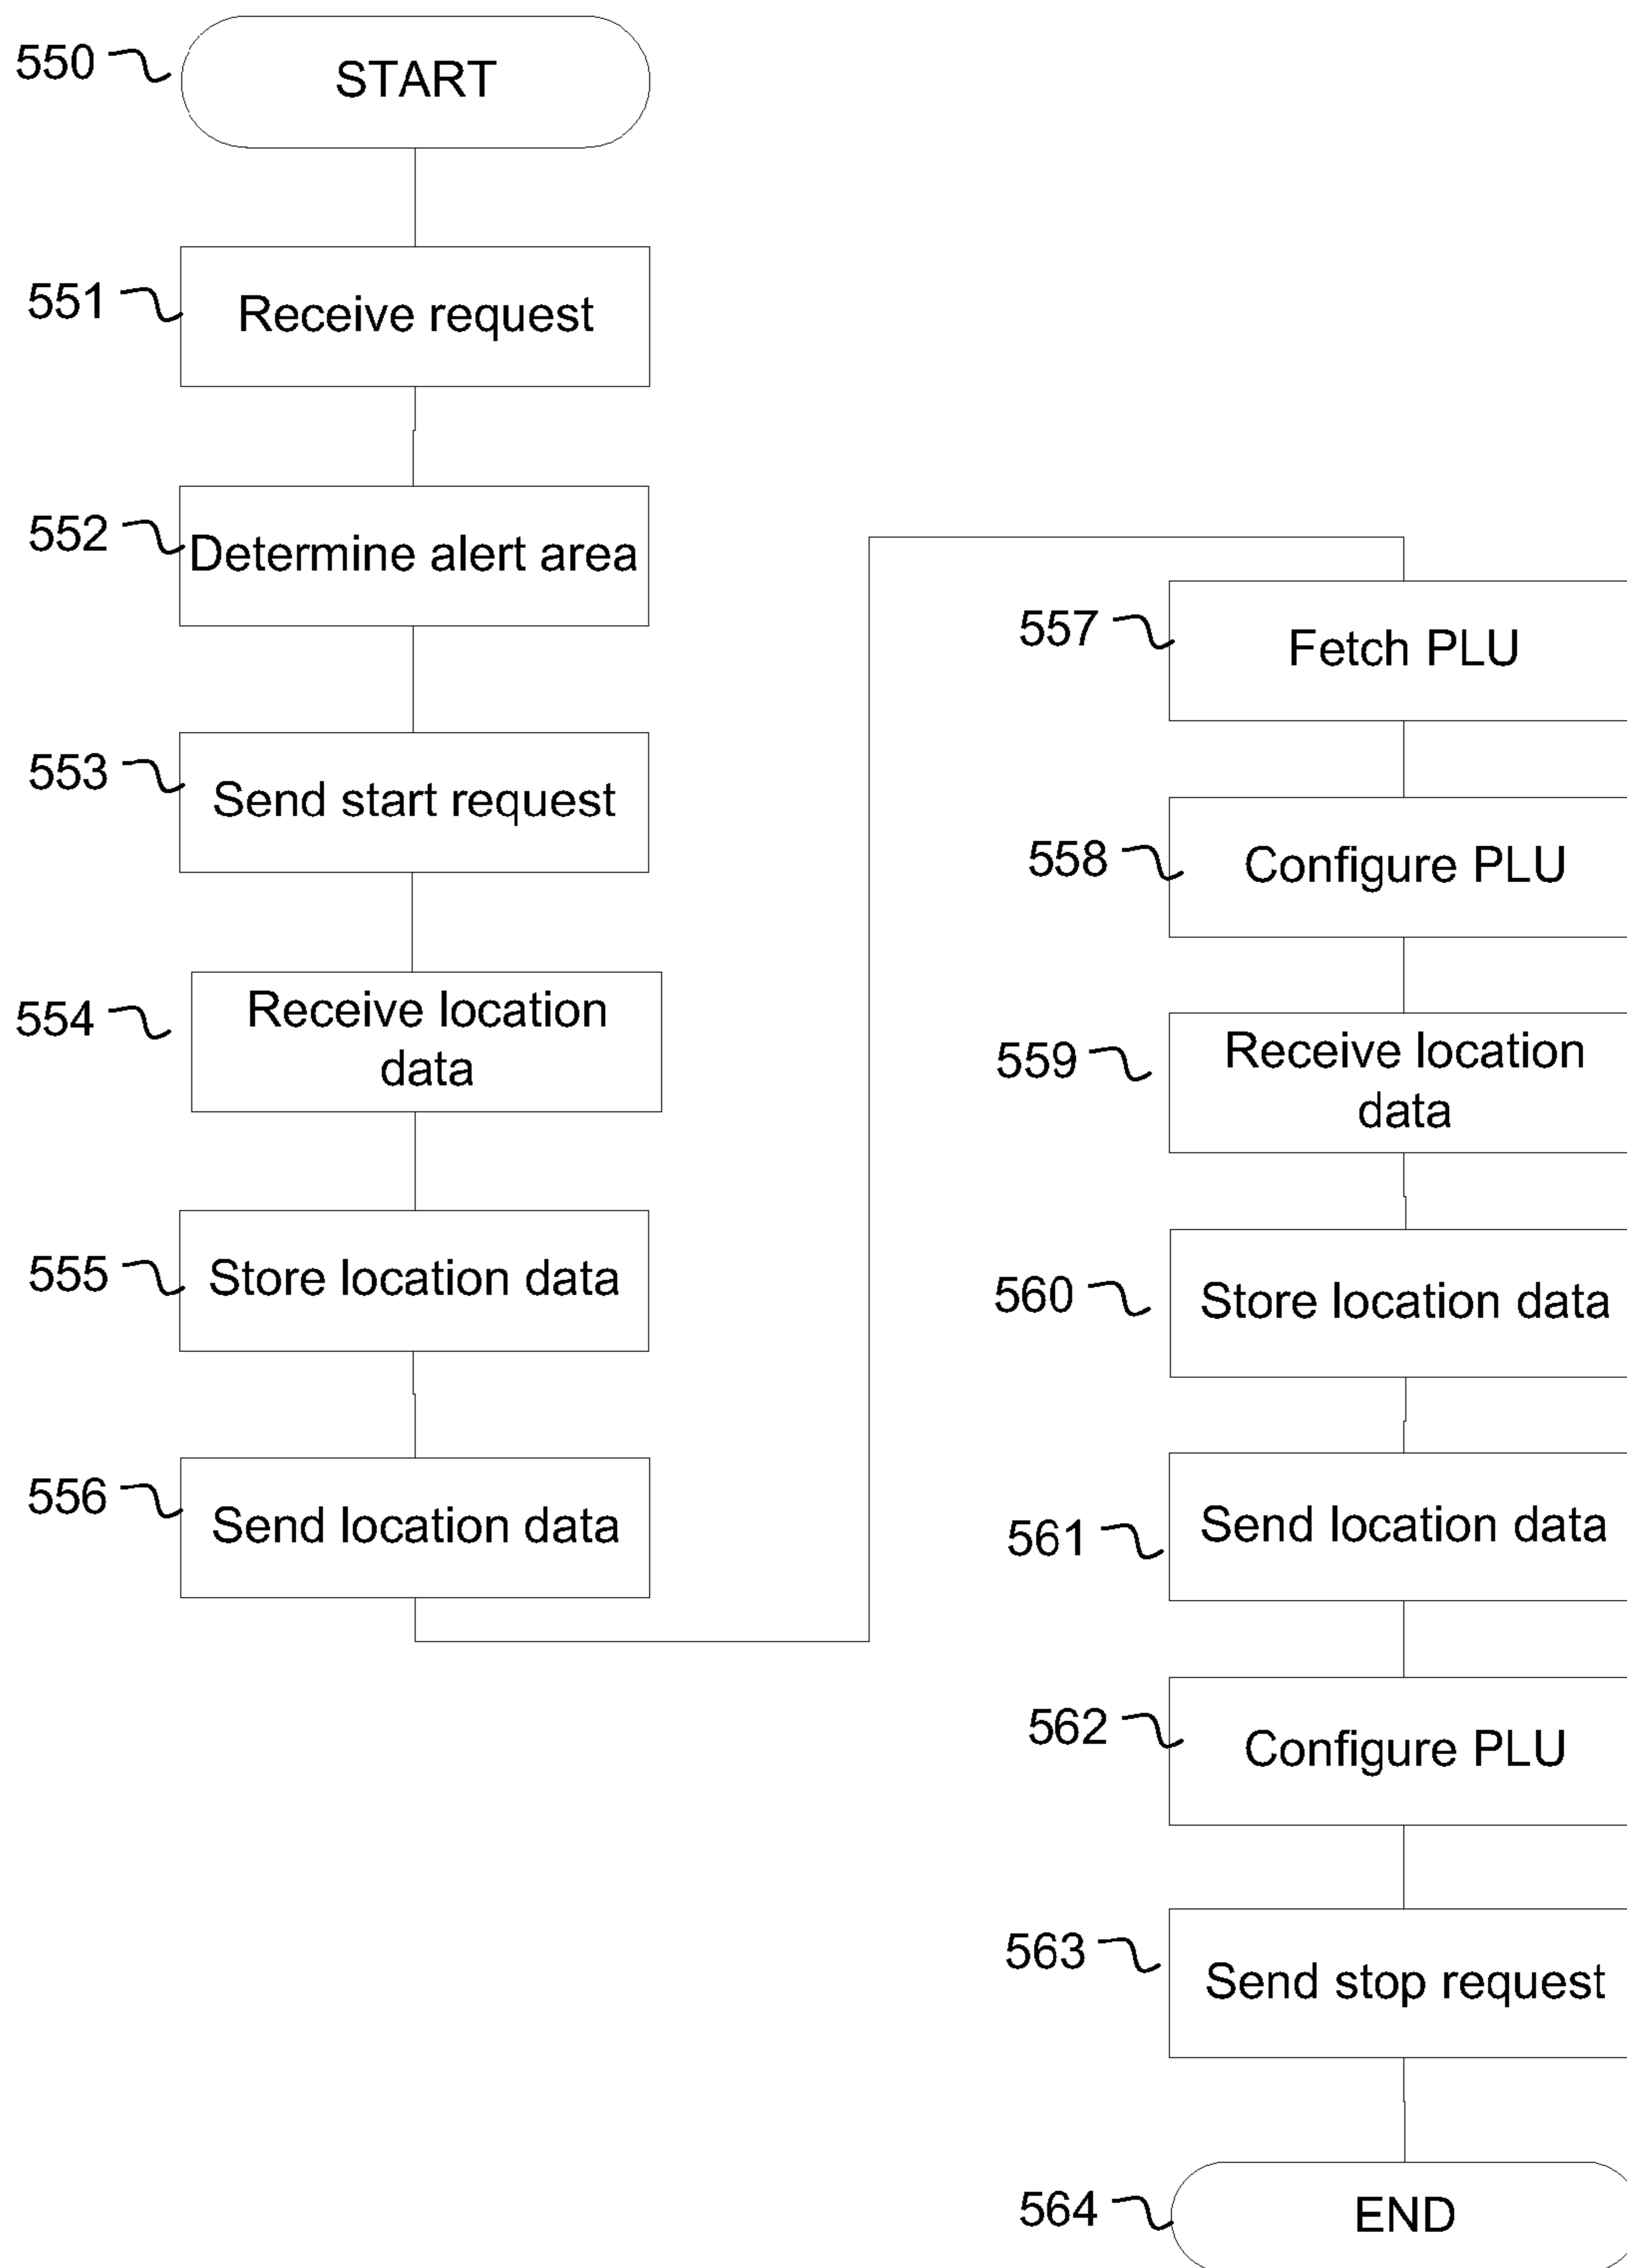 550
START
551
Receive request
552
Determine alert area
553
Send start request
554
Receive location
data
555
Store location data
556
Send location data
557
Fetch PLU
558
Configure PLU
559
Receive location
data
560
Store location data
561
Send location data
562
Configure PLU
563
Send stop request
564
END